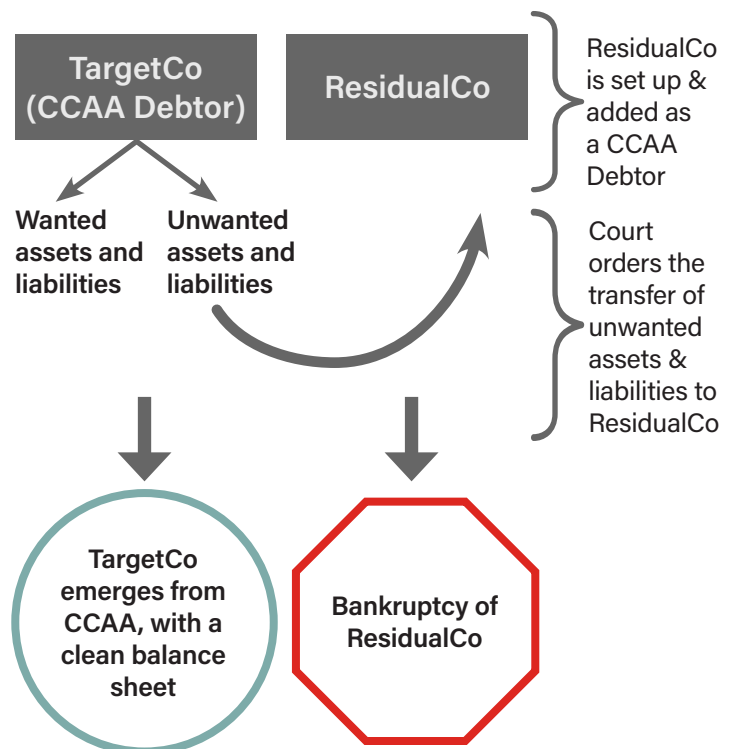 TargetCo
(CCAA Debtor)
ResidualCo
ResidualCo
is set up &
added as
a CCAA
Debtor
Wanted
assets and
liabilities
Unwanted
assets and
liabilities
Court
orders the
transfer of
unwanted
assets &
liabilities to
ResidualCo
TargetCo
emerges from
CCAA, with a
clean balance
sheet
Bankruptcy of
ResidualCo